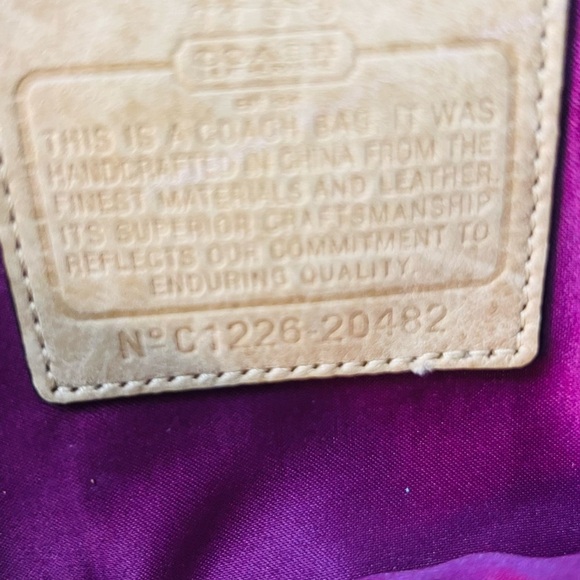 COACH
THIS IS A COACH BAG. IT WAS
HANDCRAFTED IN CHINA FROM THE
FINEST MATERIALS AND LEATHER.
ITS SUPERIOR CRAFTSMANSHIP
REFLECTS OUR COMMITMENT TO
ENDURING QUALITY.
Nº C1226-20482